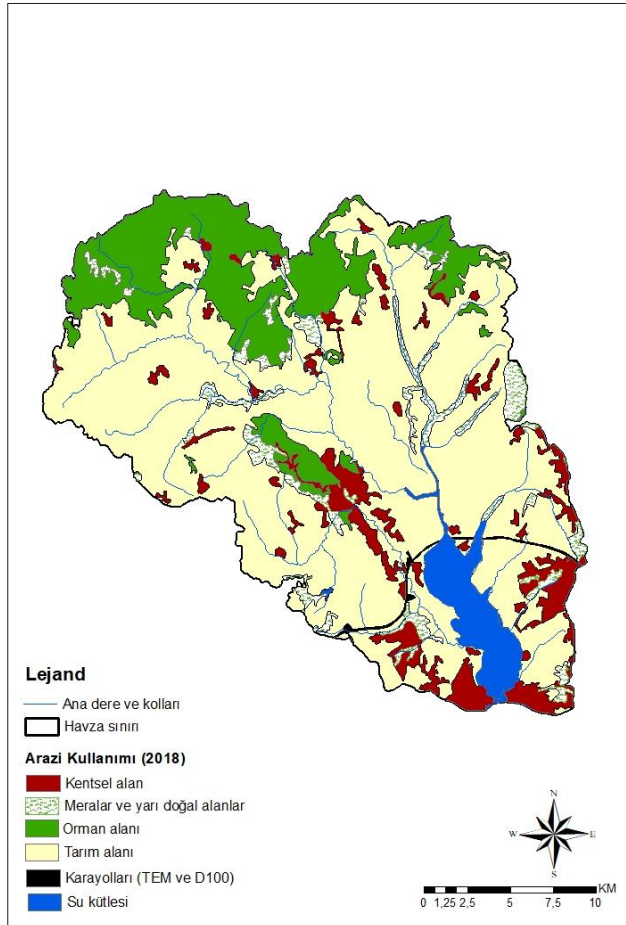 Lejand
Ana dere ve kolları
Havza sınırı
Arazi Kullanımı (2018)
Kentsel alan
Meralar ve yarı doğal alanlar
Orman alanı
Tarım alanı
Karayolları (TEM ve D100)
Su kütlesi
N
W E
S
KM
0 1,25 2,5 5 7,5 10